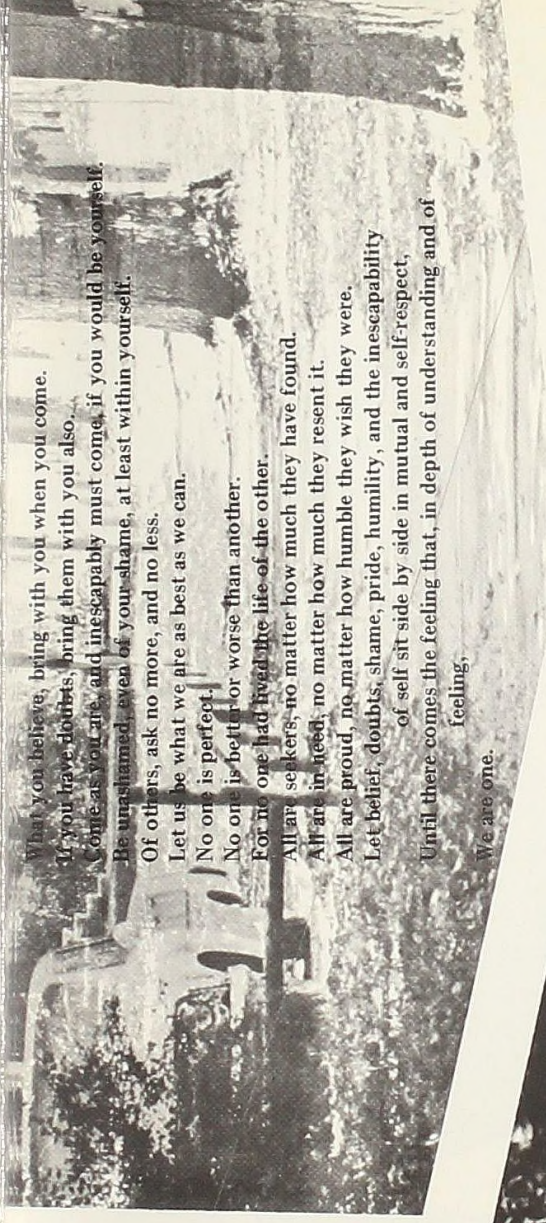 What you believe, bring with you when you come.
If you have doubts, bring them with you also.
Come as you are, and inescapably must come, if you would be yourself.
Be unashamed, even of your shame, at least within yourself.
Of others, ask no more, and no less.
Let us be what we are as best as we can.
No one is perfect.
No one is better or worse than another.
For no one had lived the life of the other.
All are seekers, no matter how much they have found.
All are in need, no matter how much they resent it.
All are proud, no matter how humble they wish they were.
Let belief, doubts, shame, pride, humility, and the inescapability
of self sit side by side in mutual and self-respect,
Until there comes the feeling that, in depth of understanding and of
feeling,
We are one.